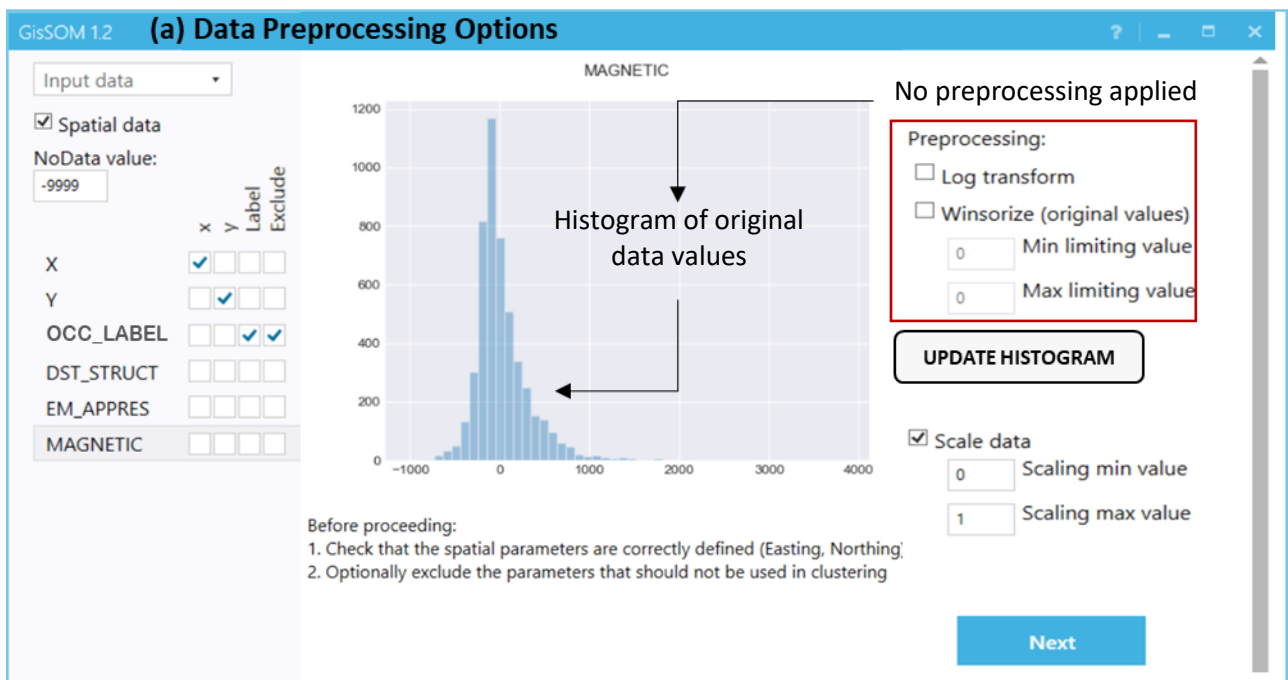 GisSOM 1.2
(a) Data Preprocessing Options
?
Input data
Spatial data
NoData value:
-9999
x
y
Label
Exclude
X
Y
OCC_LABEL
DST_STRUCT
EM_APPRES
MAGNETIC
MAGNETIC
1200
1000
800
600
400
200
0
−1000
0
1000
2000
3000
4000
Histogram of original
data values
Before proceeding:
1. Check that the spatial parameters are correctly defined (Easting, Northing)
2. Optionally exclude the parameters that should not be used in clustering
No preprocessing applied
Preprocessing:
Log transform
Winsorize (original values)
0 Min limiting value
0 Max limiting value
UPDATE HISTOGRAM
Scale data
0 Scaling min value
1 Scaling max value
Next